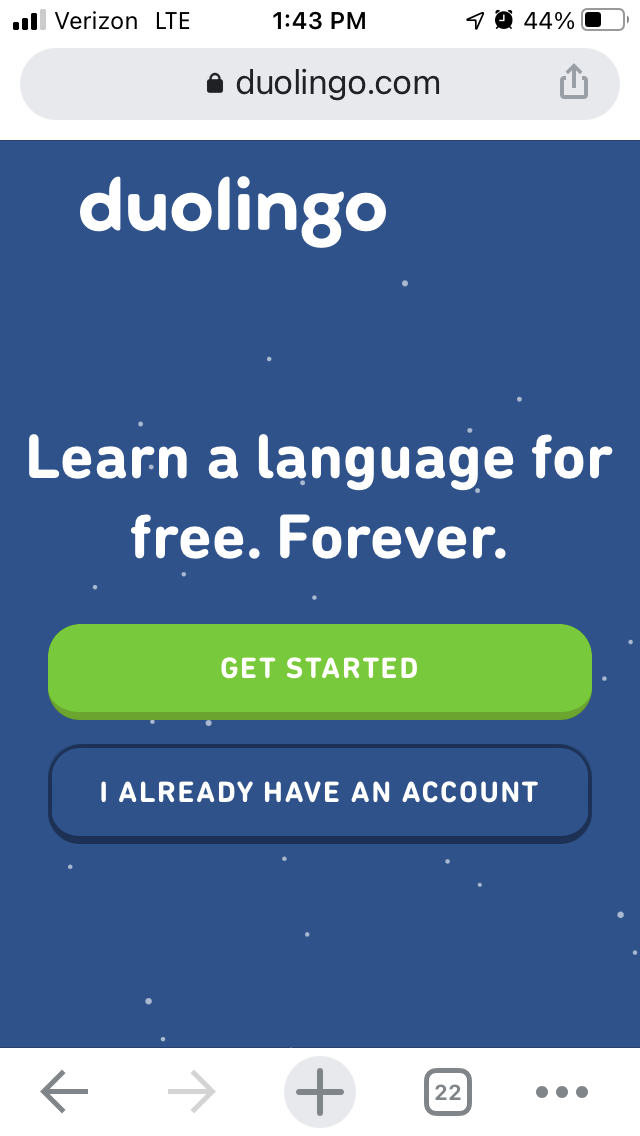 Verizon LTE 1:43 PM 44%
duolingo.com
duolingo
Learn a language for
free. Forever.
GET STARTED
I ALREADY HAVE AN ACCOUNT
22